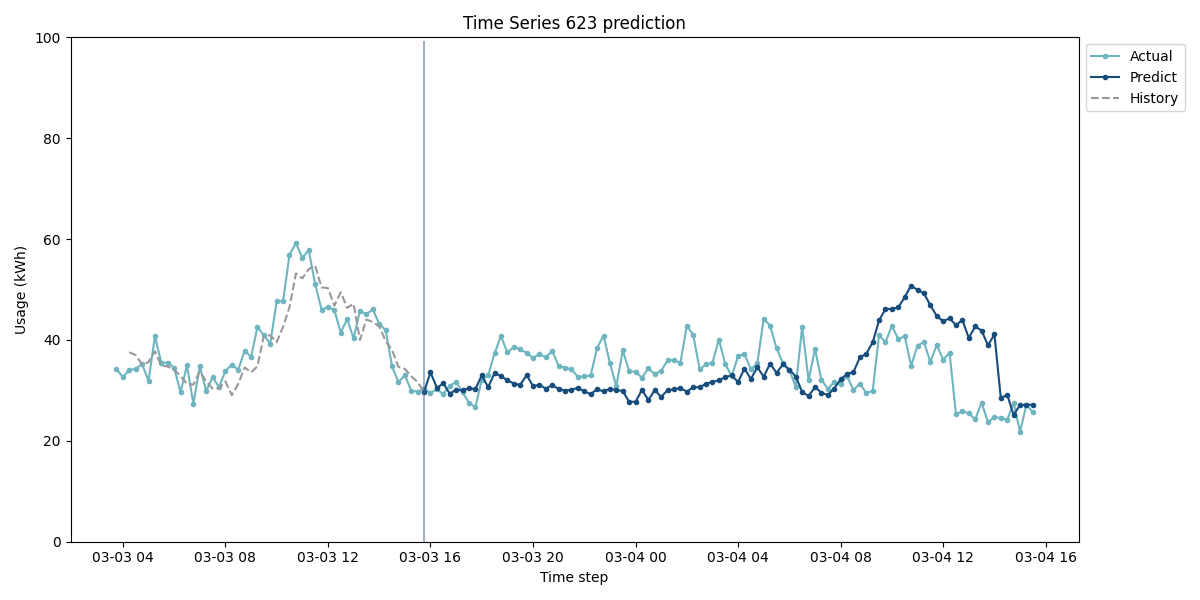 Time Series 623 prediction
100
80
60
40
20
0
Usage (kWh)
03-03 04
03-03 08
03-03 12
03-03 16
03-03 20
03-04 00
03-04 04
03-04 08
03-04 12
03-04 16
Time step
Actual
Predict
History